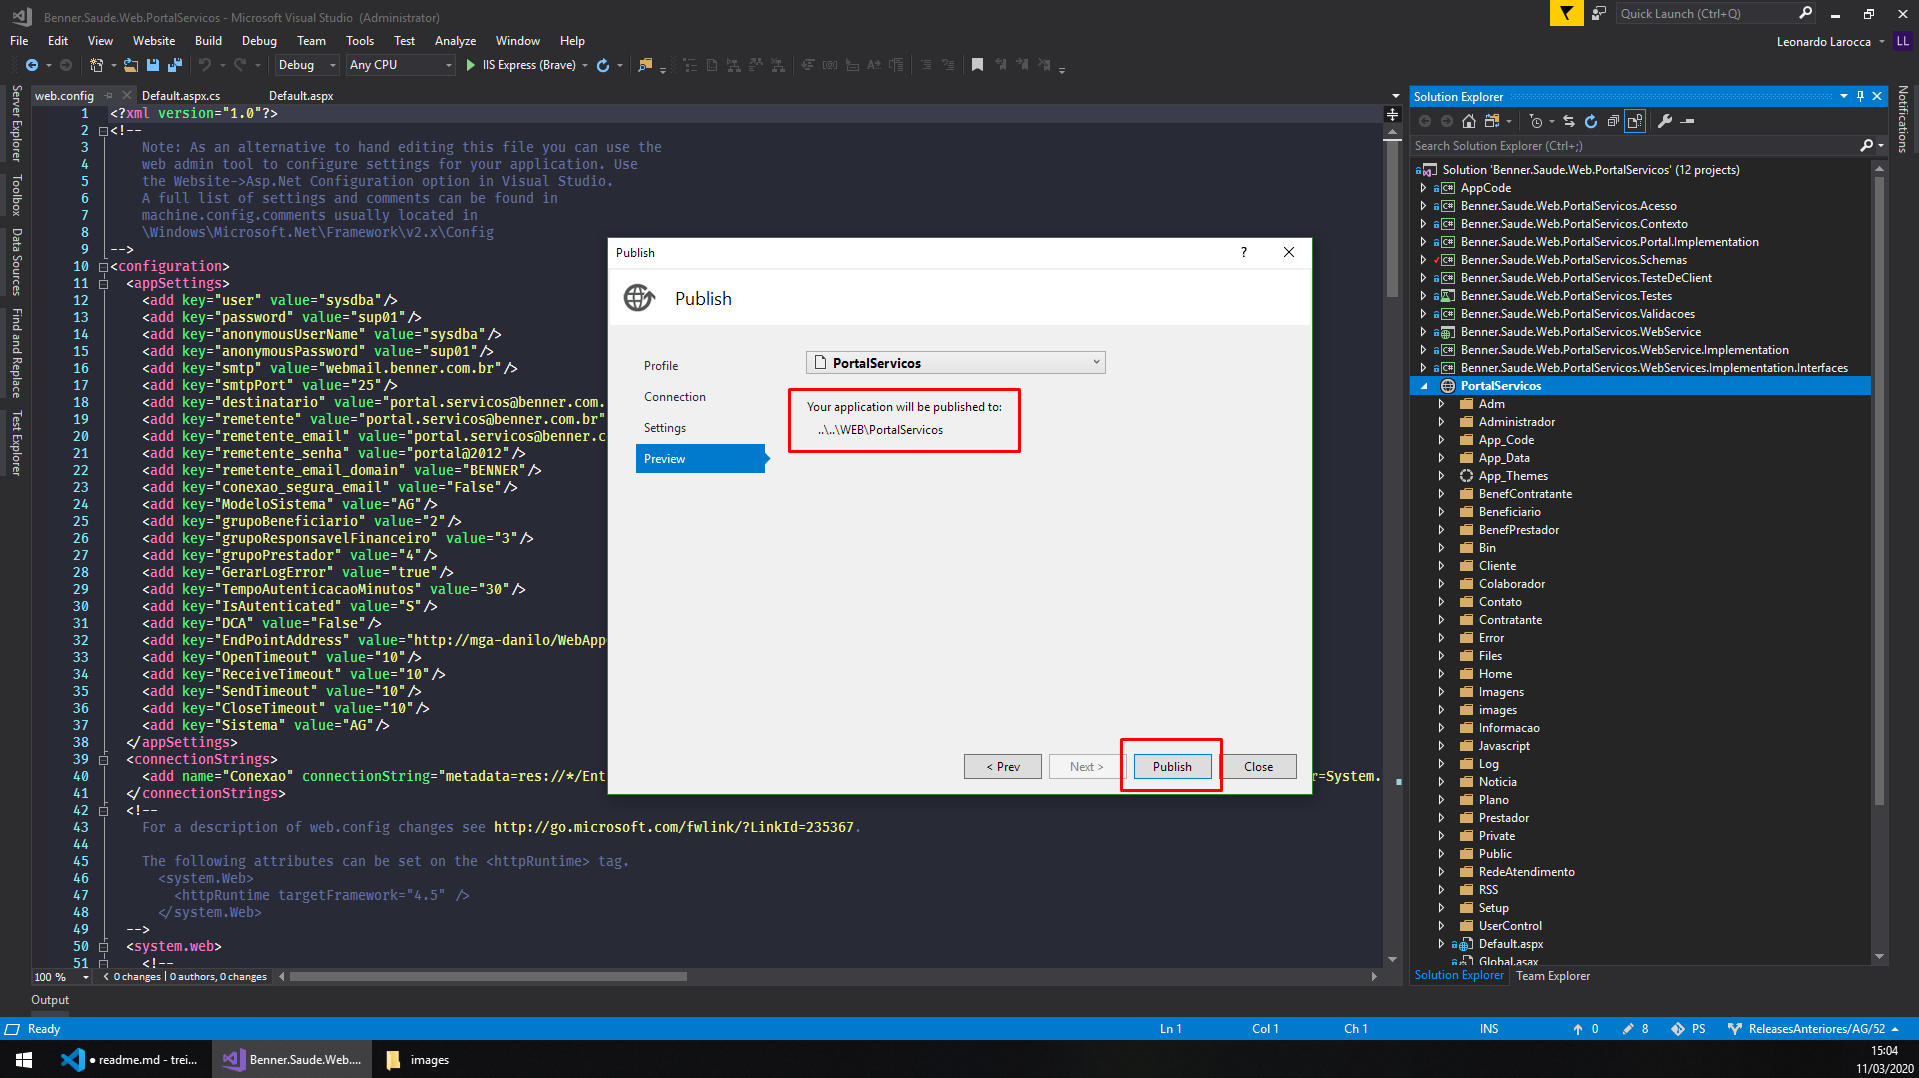 Benner.Saude.Web.PortalServicos - Microsoft Visual Studio (Administrator)
Quick Launch (Ctrl+Q)
File Edit View Website Build Debug Team Tools Test Analyze Window Help
Leonardo Larocca LL
Debug Any CPU IIS Express (Brave)
Server Explorer
Toolbox
Data Sources
Find and Replace
Test Explorer
web.config Default.aspx.cs Default.aspx
1 <?xml version="1.0"?>
2 <!--
3 Note: As an alternative to hand editing this file you can use the
4 web admin tool to configure settings for your application. Use
5 the Website->Asp.Net Configuration option in Visual Studio.
6 A full list of settings and comments can be found in
7 machine.config.comments usually located in
8 \Windows\Microsoft.Net\Framework\v2.x\Config
9 -->
10 <configuration>
11 <appSettings>
12 <add key="user" value="sysdba"/>
13 <add key="password" value="sup01"/>
14 <add key="anonymousUserName" value="sysdba"/>
15 <add key="anonymousPassword" value="sup01"/>
16 <add key="smtp" value="webmail.benner.com.br"/>
17 <add key="smtpPort" value="25"/>
18 <add key="destinatario" value="portal.servicos@benner.com.
19 <add key="remetente" value="portal.servicos@benner.com.br"
20 <add key="remetente_email" value="portal.servicos@benner.c
21 <add key="remetente_senha" value="portal@2012"/>
22 <add key="remetente_email_domain" value="BENNER"/>
23 <add key="conexao_segura_email" value="False"/>
24 <add key="ModeloSistema" value="AG"/>
25 <add key="grupoBeneficiario" value="2"/>
26 <add key="grupoResponsavelFinanceiro" value="3"/>
27 <add key="grupoPrestador" value="4"/>
28 <add key="GerarLogError" value="true"/>
29 <add key="TempoAutenticacaoMinutos" value="30"/>
30 <add key="IsAutenticated" value="S"/>
31 <add key="DCA" value="False"/>
32 <add key="EndPointAddress" value="http://mga-danilo/WebApp
33 <add key="OpenTimeout" value="10"/>
34 <add key="ReceiveTimeout" value="10"/>
35 <add key="SendTimeout" value="10"/>
36 <add key="CloseTimeout" value="10"/>
37 <add key="Sistema" value="AG"/>
38 </appSettings>
39 <connectionStrings>
40 <add name="Conexao" connectionString="metadata=res://*/Ent r=System.
41 </connectionStrings>
42 <!--
43 For a description of web.config changes see http://go.microsoft.com/fwlink/?LinkId=235367.
44
45 The following attributes can be set on the <httpRuntime> tag.
46 <system.Web>
47 <httpRuntime targetFramework="4.5" />
48 </system.Web>
49 -->
50 <system.web>
51 <!--
100 % 0 changes | 0 authors, 0 changes
Publish ?
Publish
Profile
Connection
Settings
Preview
PortalServicos
Your application will be published to:
..\..\WEB\PortalServicos
< Prev Next > Publish Close
Solution Explorer
Search Solution Explorer (Ctrl+;)
Solution 'Benner.Saude.Web.PortalServicos' (12 projects)
AppCode
Benner.Saude.Web.PortalServicos.Acesso
Benner.Saude.Web.PortalServicos.Contexto
Benner.Saude.Web.PortalServicos.Portal.Implementation
Benner.Saude.Web.PortalServicos.Schemas
Benner.Saude.Web.PortalServicos.TesteDeClient
Benner.Saude.Web.PortalServicos.Testes
Benner.Saude.Web.PortalServicos.Validacoes
Benner.Saude.Web.PortalServicos.WebService
Benner.Saude.Web.PortalServicos.WebService.Implementation
Benner.Saude.Web.PortalServicos.WebServices.Implementation.Interfaces
PortalServicos
Adm
Administrador
App_Code
App_Data
App_Themes
BenefContratante
Beneficiario
BenefPrestador
Bin
Cliente
Colaborador
Contato
Contratante
Error
Files
Home
Imagens
images
Informacao
Javascript
Log
Noticia
Plano
Prestador
Private
Public
RedeAtendimento
RSS
Setup
UserControl
Default.aspx
Global.asax
Solution Explorer Team Explorer
Notifications
Output
Ready Ln 1 Col 1 Ch 1 INS 0 8 PS ReleasesAnteriores/AG/52
● readme.md - trei... Benner.Saude.Web.... images
15:04
11/03/2020